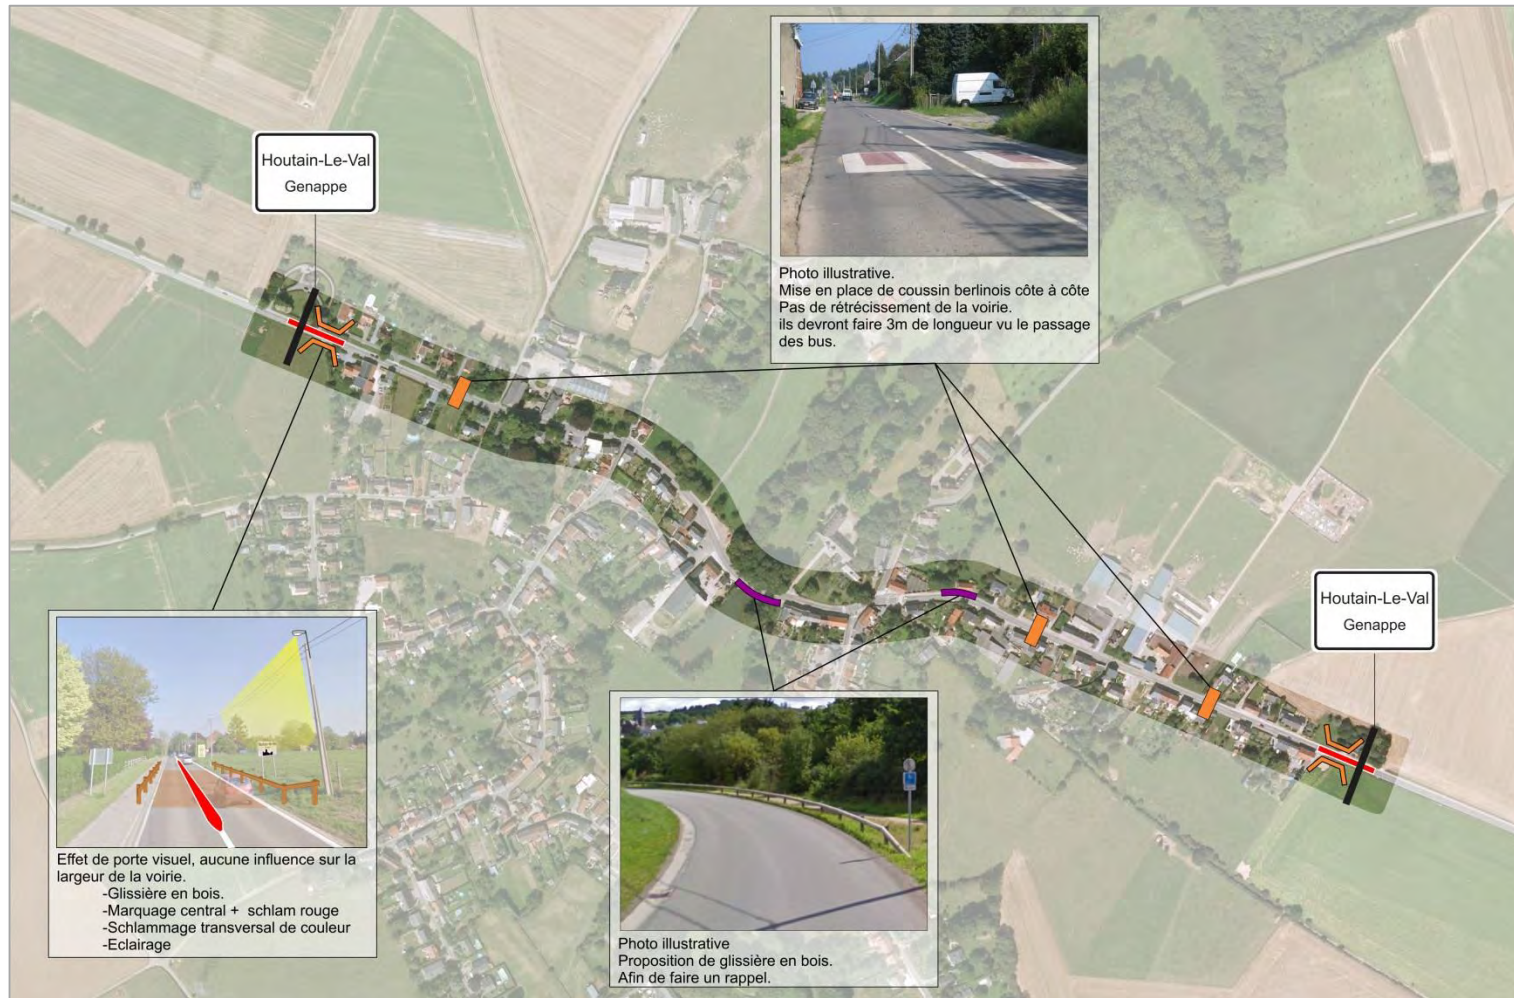 Houtain-Le-Val
Genappe
Photo illustrative.
Mise en place de coussin berlinois côte à côte
Pas de rétrécissement de la voirie.
ils devront faire 3m de longueur vu le passage
des bus.
Houtain-Le-Val
Genappe
Effet de porte visuel, aucune influence sur la
largeur de la voirie.
-Glissière en bois.
-Marquage central + schlam rouge
-Schlammage transversal de couleur
-Eclairage
Photo illustrative
Proposition de glissière en bois.
Afin de faire un rappel.